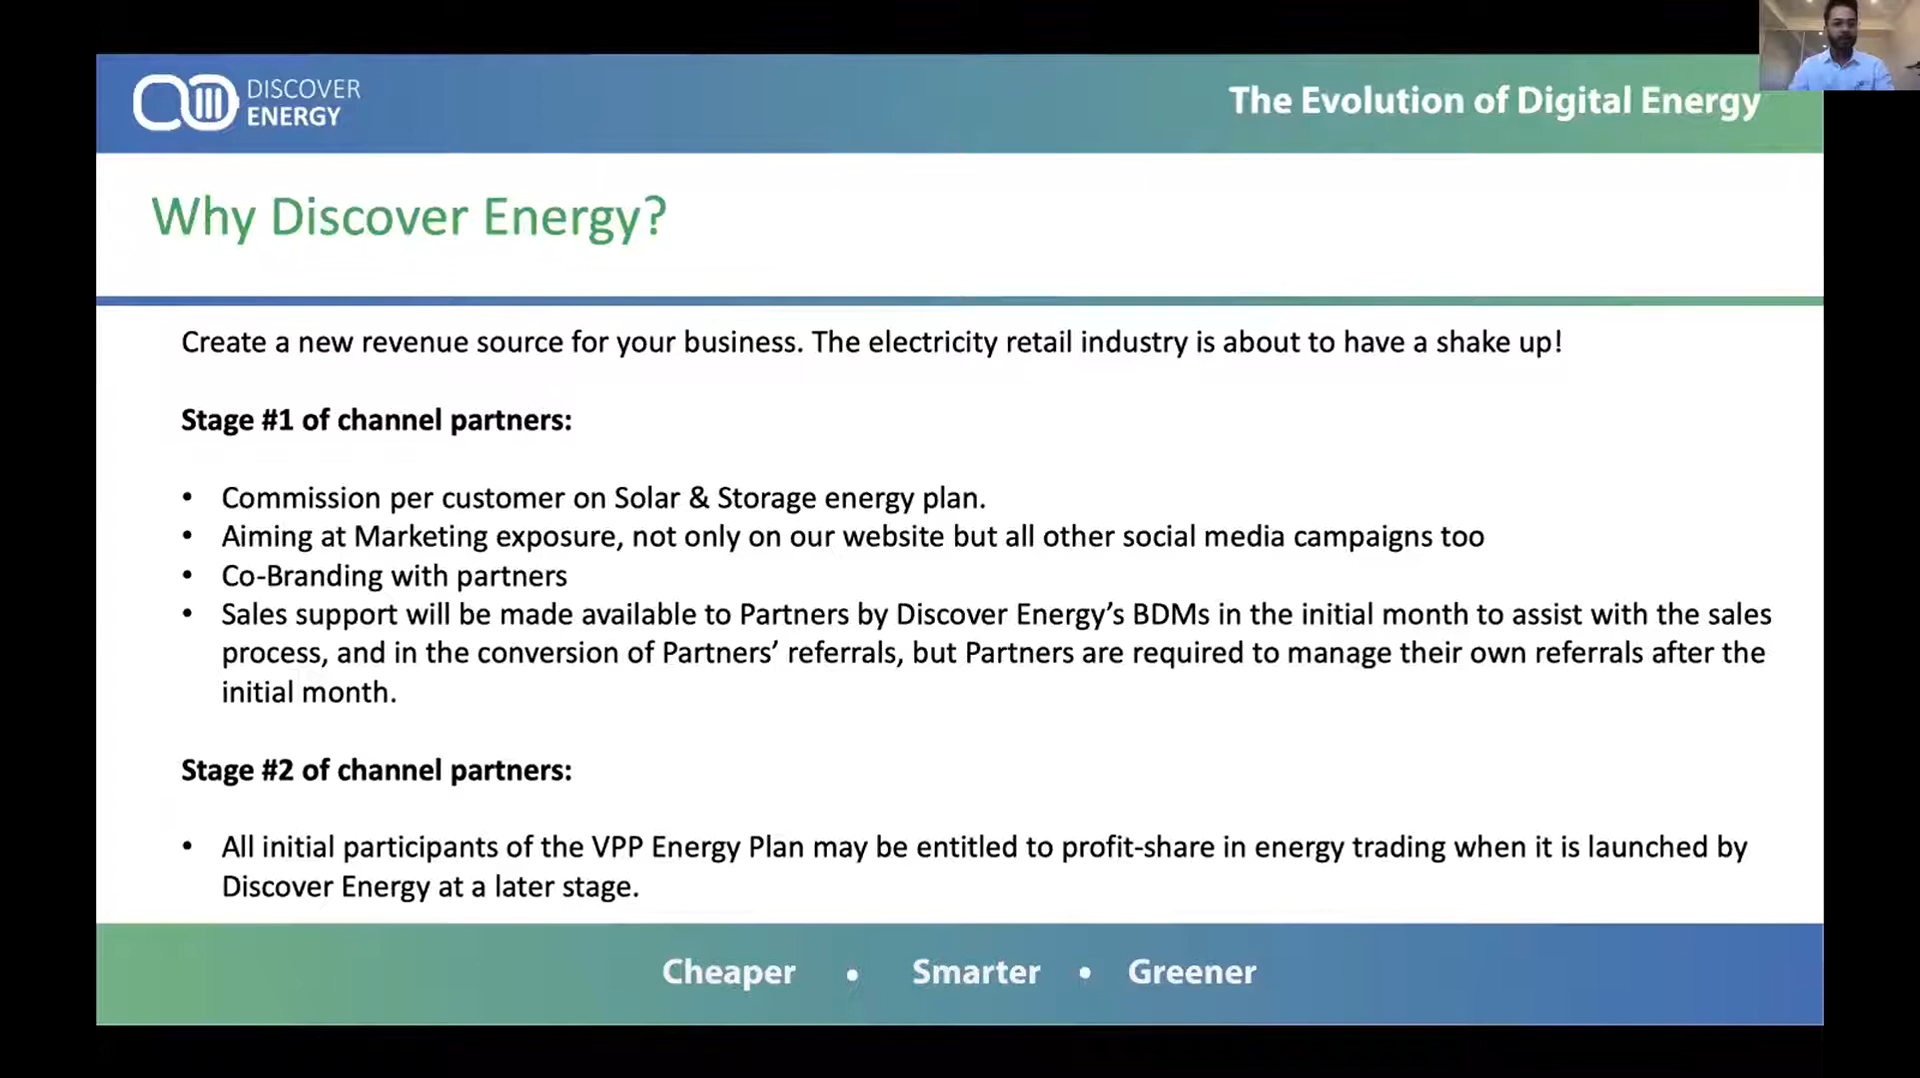 DISCOVER
ENERGY
The Evolution of Digital Energy
Why Discover Energy?
Create a new revenue source for your business. The electricity retail industry is about to have a shake up!
Stage #1 of channel partners:
• Commission per customer on Solar & Storage energy plan.
• Aiming at Marketing exposure, not only on our website but all other social media campaigns too
• Co-Branding with partners
• Sales support will be made available to Partners by Discover Energy’s BDMs in the initial month to assist with the sales
process, and in the conversion of Partners’ referrals, but Partners are required to manage their own referrals after the
initial month.
Stage #2 of channel partners:
• All initial participants of the VPP Energy Plan may be entitled to profit-share in energy trading when it is launched by
Discover Energy at a later stage.
Cheaper • Smarter • Greener